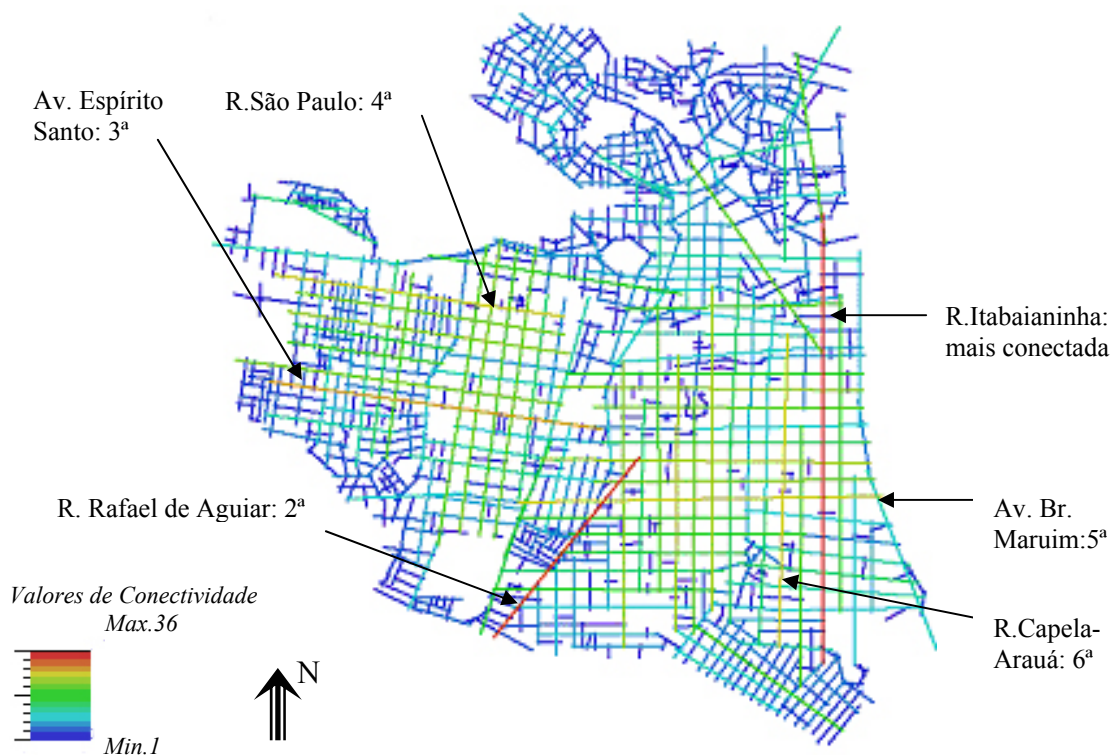 Av. Espírito
Santo: 3ª
R.São Paulo: 4ª
R.Itabaianinha:
mais conectada
R. Rafael de Aguiar: 2ª
Av. Br.
Maruim:5ª
R.Capela-
Arauá: 6ª
Valores de Conectividade
Max.36
N
Min.1